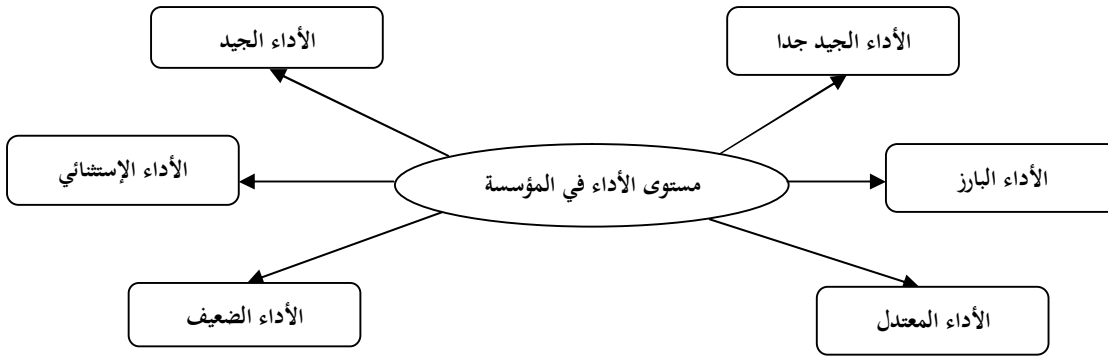 الأداء الجيد جدا
الأداء الجيد
الأداء البارز
مستوى الأداء في المؤسسة
الأداء الإستثنائي
الأداء المعتدل
الأداء الضعيف